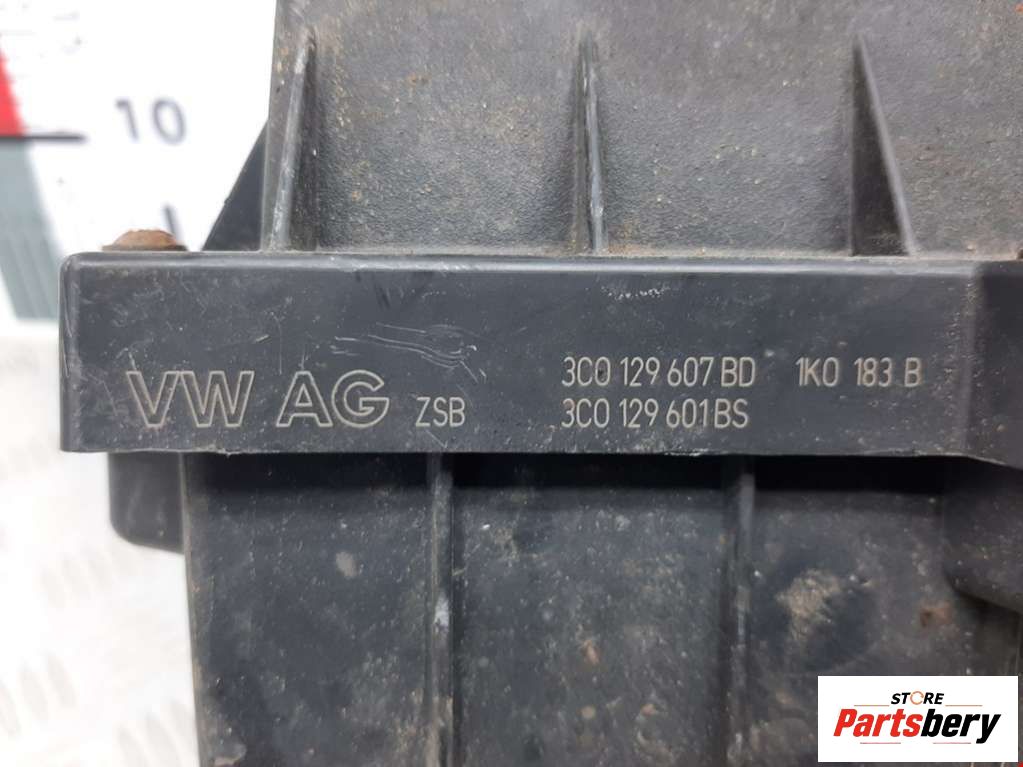 10
VW AG ZSB 3C0 129 607 BD 1K0 183 B
3C0 129 601 BS
STORE
Partsbery